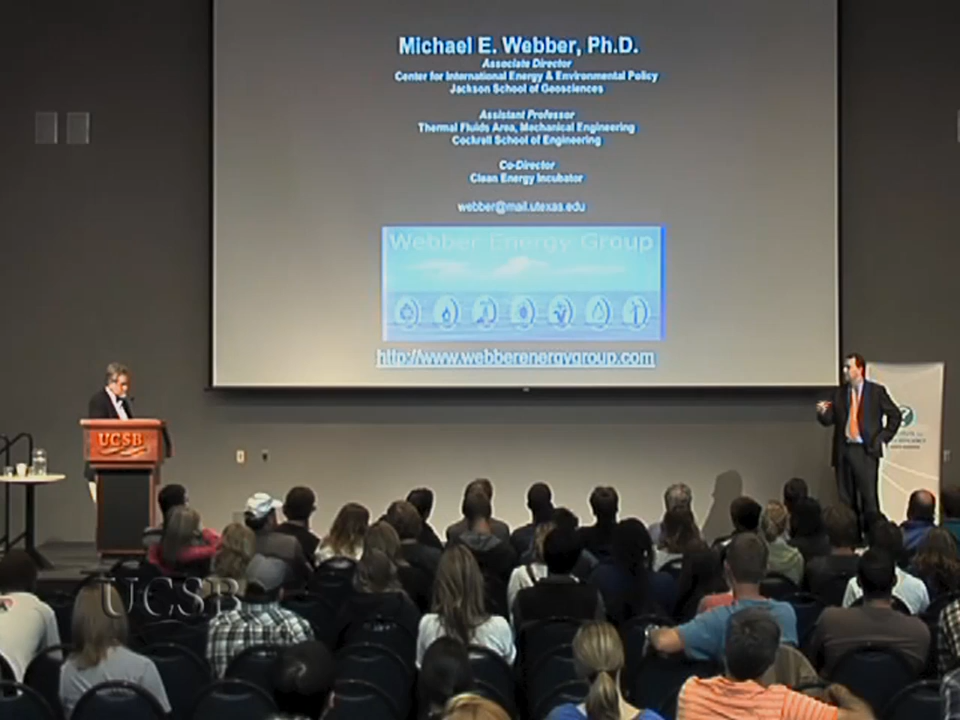 Michael E. Webber, Ph.D.
Associate Director
Center for International Energy & Environmental Policy
Jackson School of Geosciences
Assistant Professor
Thermal Fluids Area, Mechanical Engineering
Cockrell School of Engineering
Co-Director
Clean Energy Incubator
webber@mail.utexas.edu
Webber Energy Group
http://www.webberenergygroup.com
UCSB
UCSB